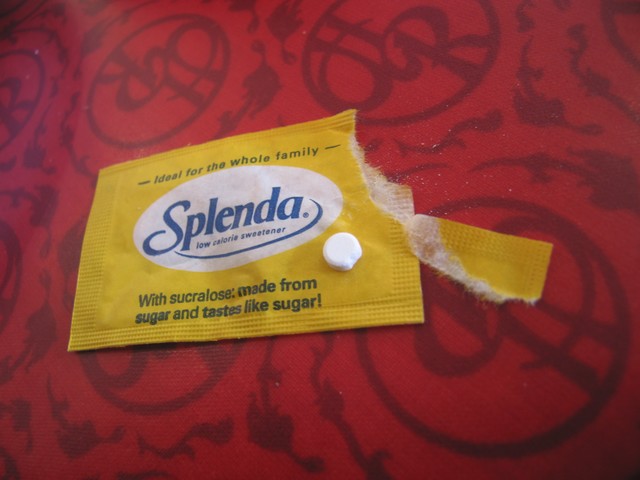 — Ideal for the whole family —
Splenda®
low calorie sweetener
With sucralose: made from
sugar and tastes like sugar!